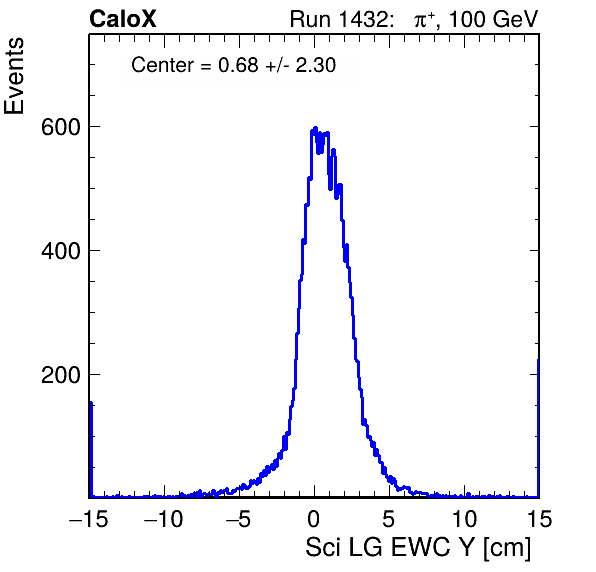 CaloX Run 1432: π⁺, 100 GeV
Center = 0.68 +/- 2.30
Events
600
400
200
−15 −10 −5 0 5 10 15
Sci LG EWC Y [cm]